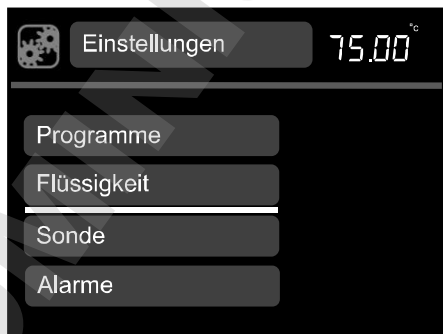 Einstellungen 75.00°C
Programme
Flüssigkeit
Sonde
Alarme